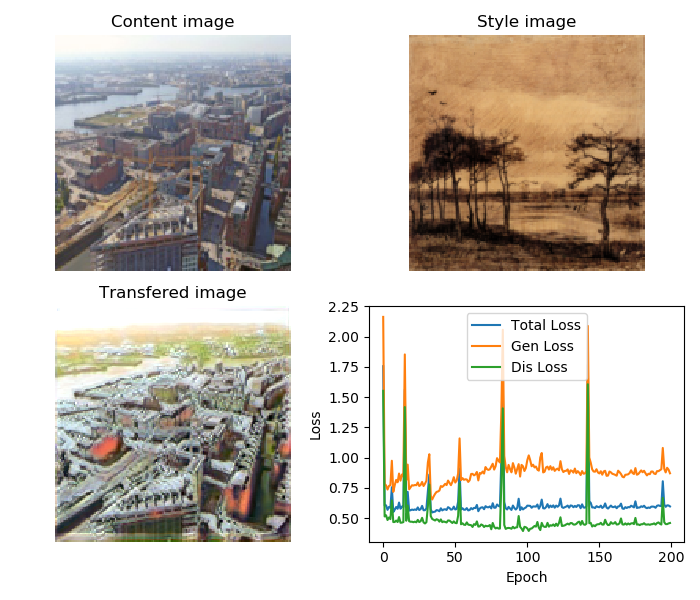 Content image
Style image
Transfered image
2.25
2.00
1.75
1.50
1.25
1.00
0.75
0.50
Loss
Total Loss
Gen Loss
Dis Loss
0
50
100
150
200
Epoch